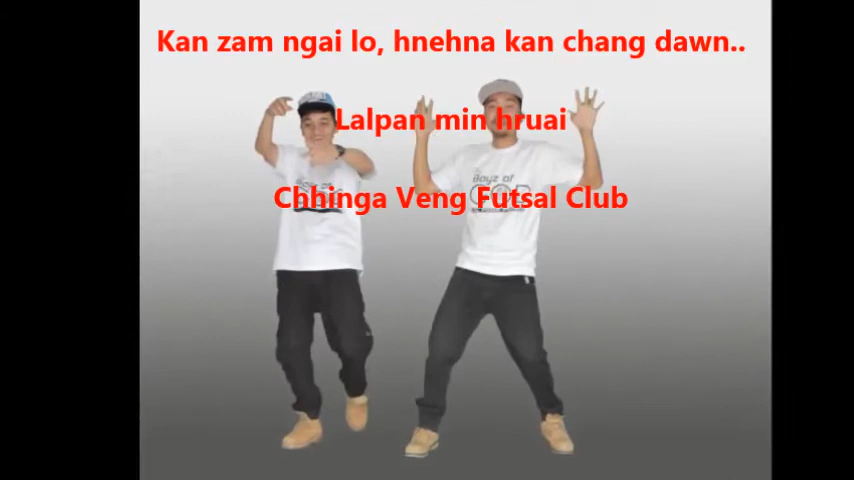 Kan zam ngai lo, hnehna kan chang dawn..
Lalpan min hruai
Chhinga Veng Futsal Club
Boyz of